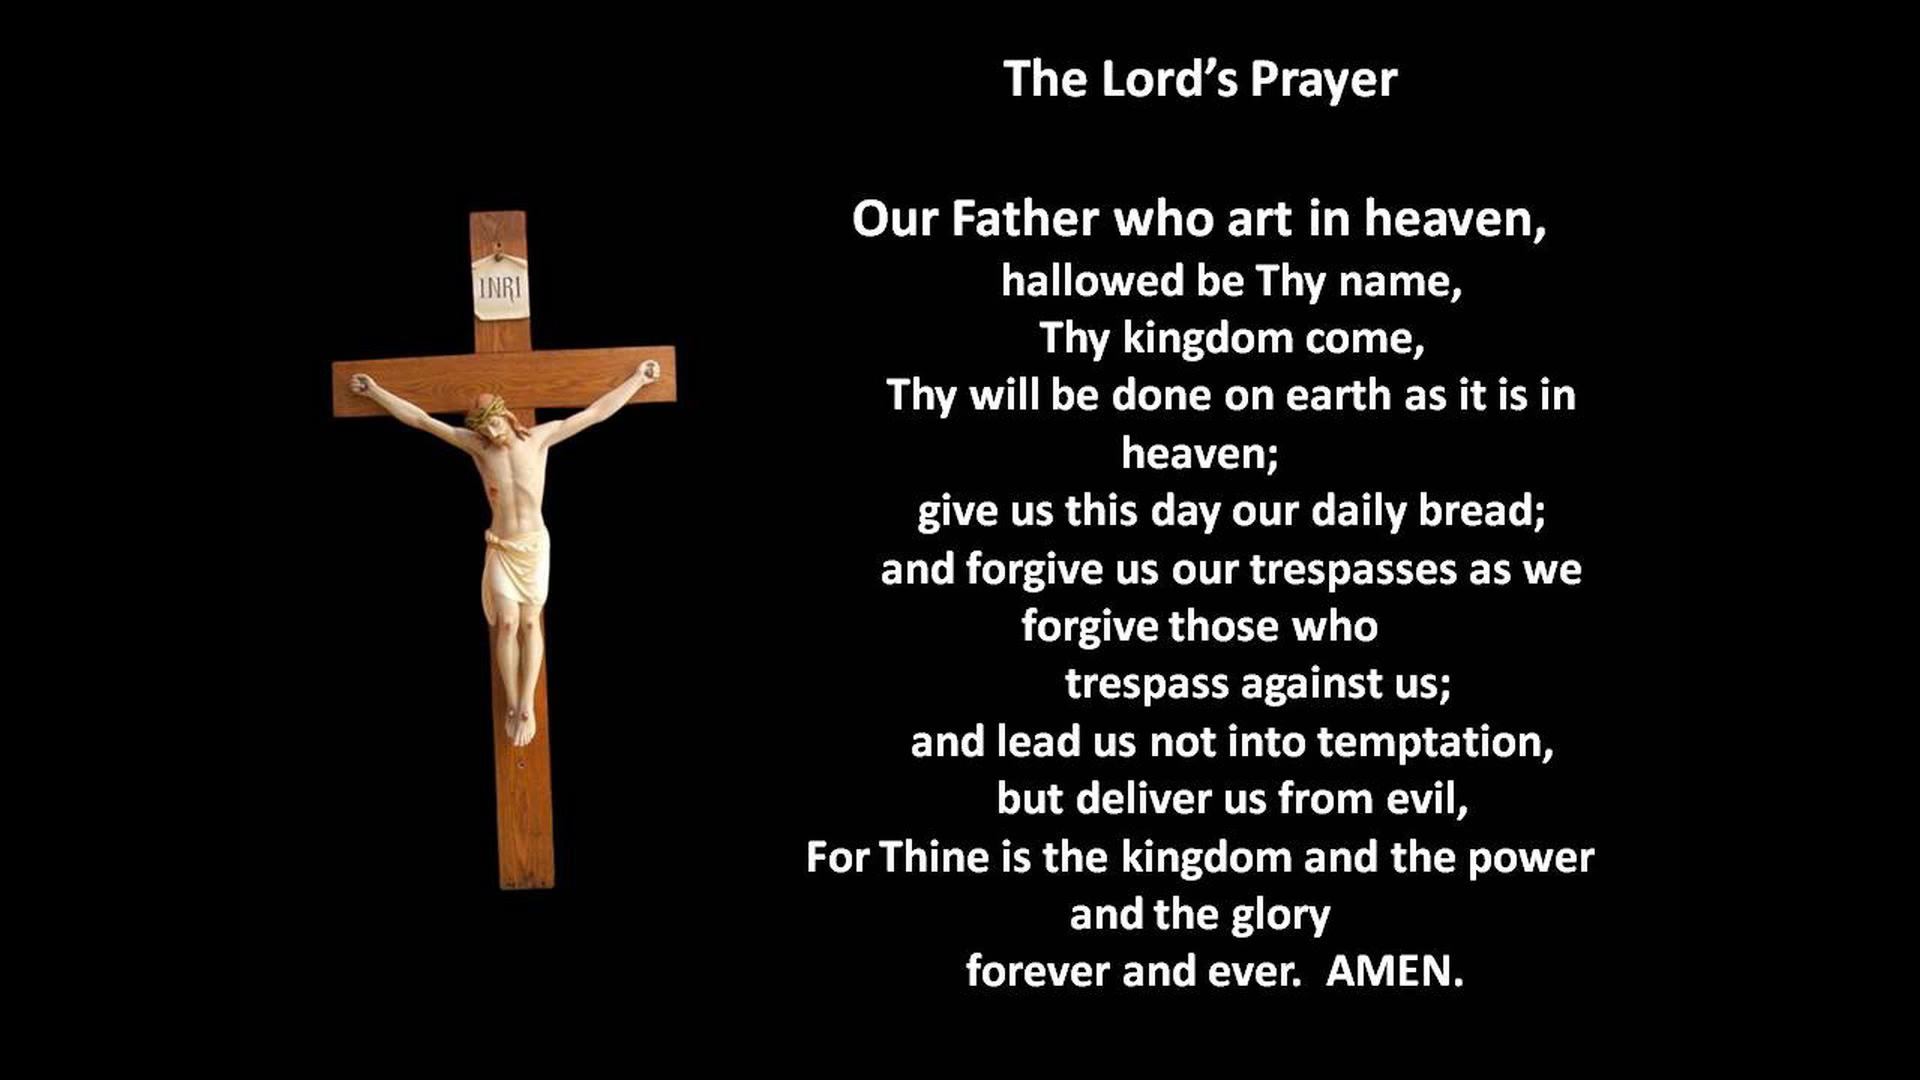 The Lord’s Prayer
INRI
Our Father who art in heaven,
hallowed be Thy name,
Thy kingdom come,
Thy will be done on earth as it is in
heaven;
give us this day our daily bread;
and forgive us our trespasses as we
forgive those who
trespass against us;
and lead us not into temptation,
but deliver us from evil,
For Thine is the kingdom and the power
and the glory
forever and ever.  AMEN.